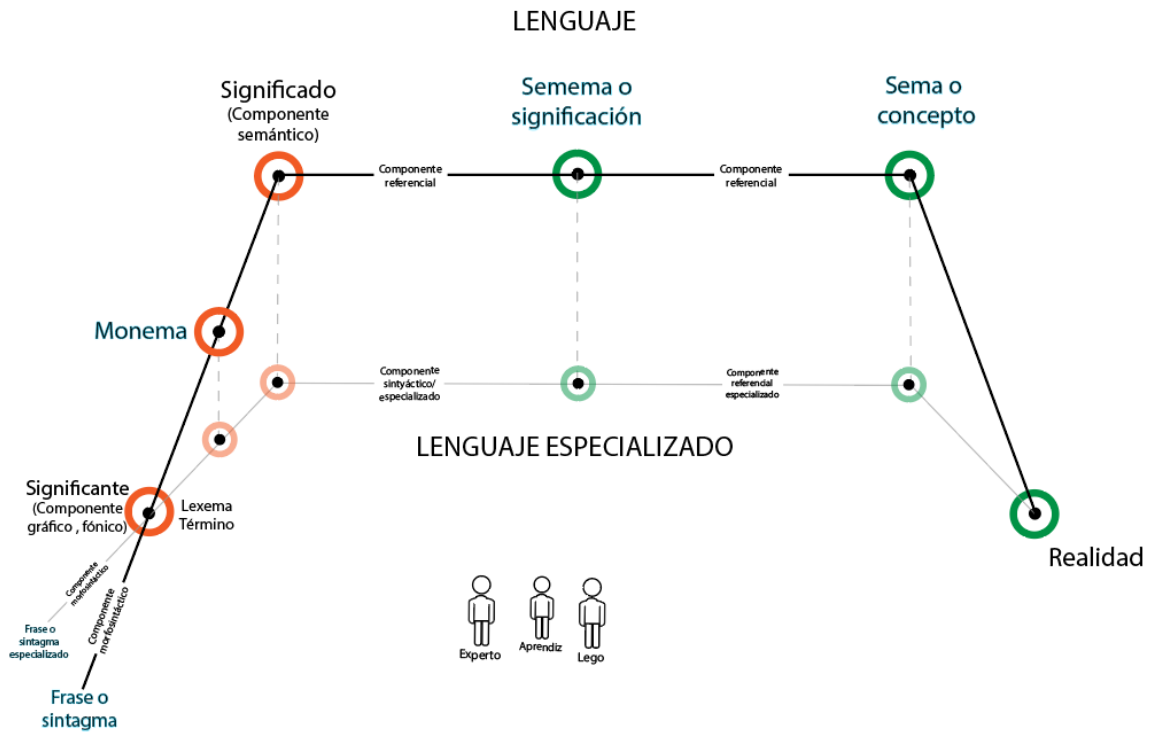 LENGUAJE
Significado
(Componente
semántico)
Semema o
significación
Sema o
concepto
Componente
referencial
Componente
referencial
Monema
Componente
sintyáctico/
especializado
Componente
referencial
especializado
LENGUAJE ESPECIALIZADO
Significante
(Componente
gráfico , fónico)
Lexema
Término
Realidad
Componente
morfosintáctico
Componente
morfosintáctico
Frase o
sintagma
especializado
Frase o
sintagma
Experto
Aprendiz
Lego